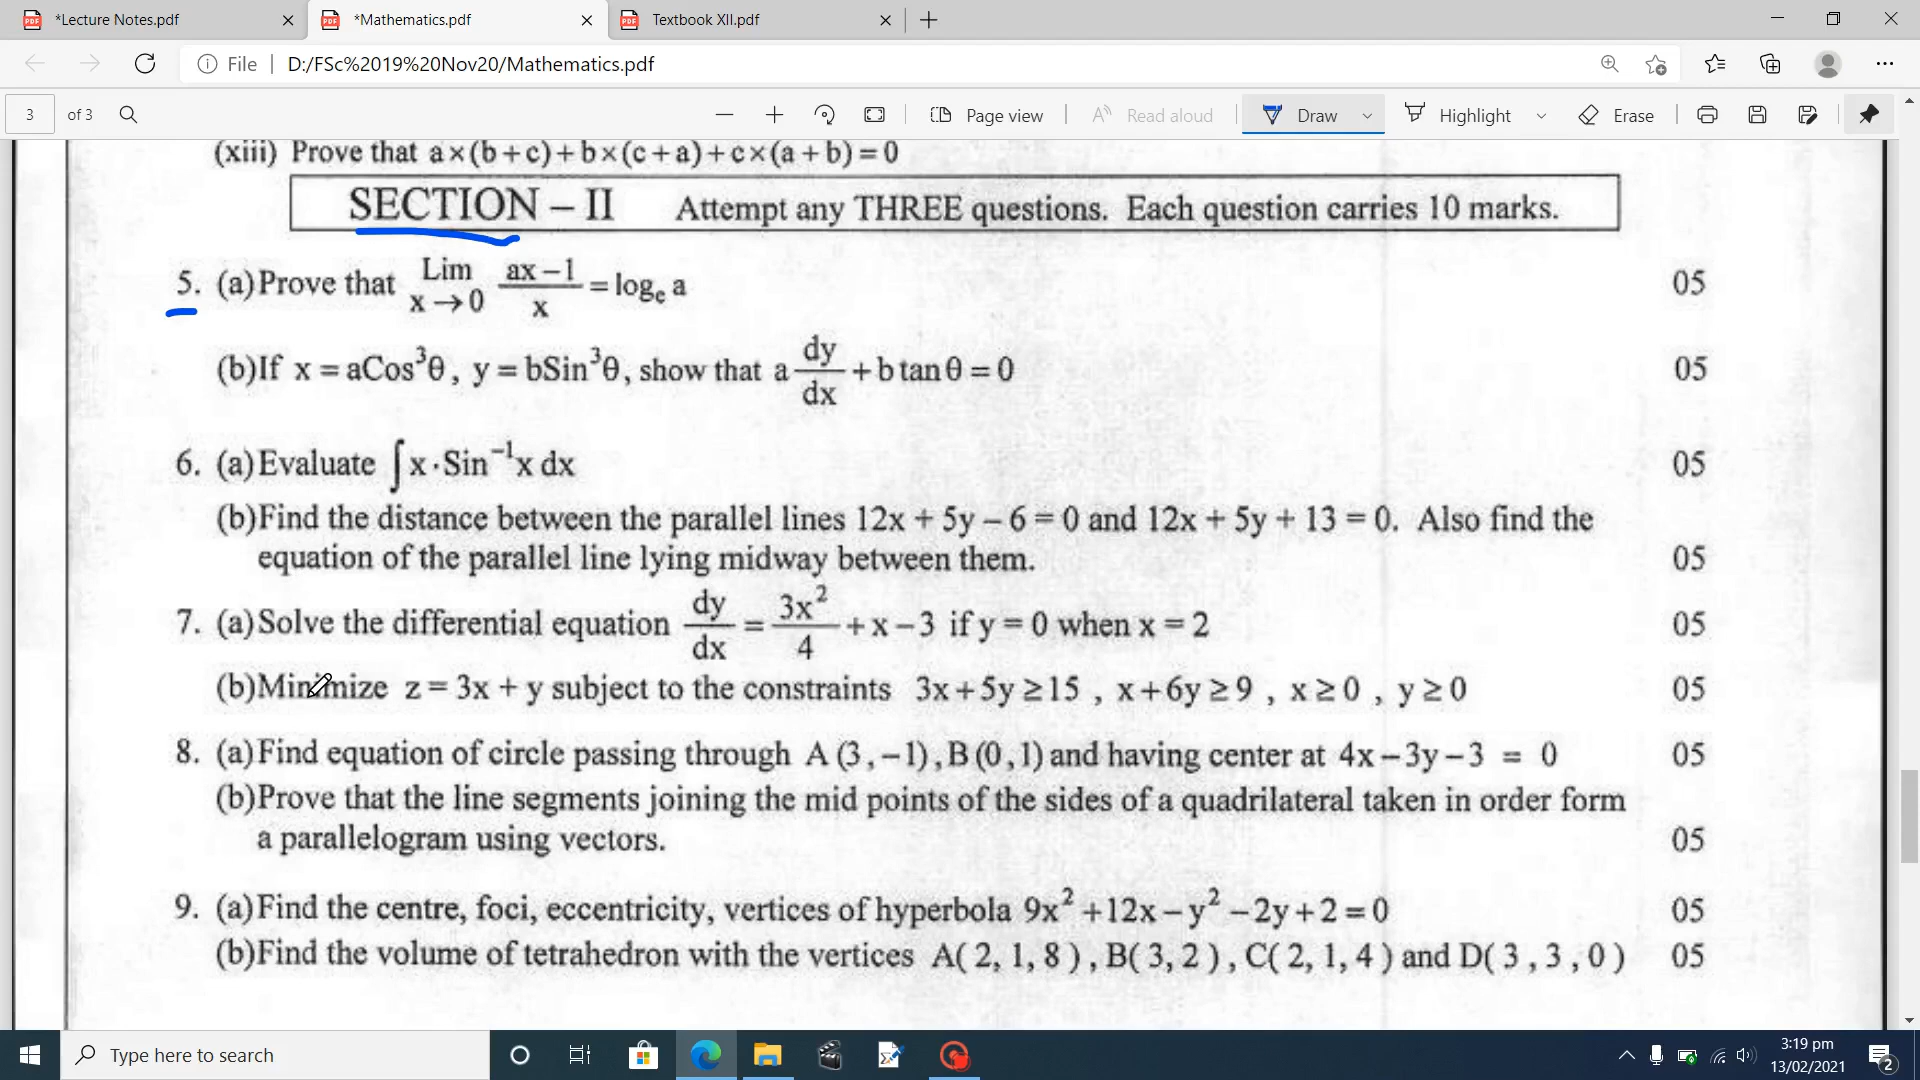 *Lecture Notes.pdf
*Mathematics.pdf
Textbook XII.pdf
File
D:/FSc%2019%20Nov20/Mathematics.pdf
3 of 3
Page view
Read aloud
Draw
Highlight
Erase
(xiii) Prove that a×(b+c)+b×(c+a)+c×(a+b)=0
SECTION – II Attempt any THREE questions. Each question carries 10 marks.
5. (a)Prove that Lim x→0 ax−1/x = logₑ a 05
(b)If x = aCos³θ, y = bSin³θ, show that a dy/dx + b tan θ = 0 05
6. (a)Evaluate ∫x·Sin⁻¹x dx 05
(b)Find the distance between the parallel lines 12x + 5y – 6 = 0 and 12x + 5y + 13 = 0. Also find the
equation of the parallel line lying midway between them. 05
7. (a)Solve the differential equation dy/dx = 3x²/4 + x − 3 if y = 0 when x = 2 05
(b)Minimize z = 3x + y subject to the constraints 3x+5y ≥ 15 , x+6y ≥ 9 , x ≥ 0 , y ≥ 0 05
8. (a)Find equation of circle passing through A (3 , −1) , B (0 , 1) and having center at 4x − 3y − 3 = 0 05
(b)Prove that the line segments joining the mid points of the sides of a quadrilateral taken in order form
a parallelogram using vectors. 05
9. (a)Find the centre, foci, eccentricity, vertices of hyperbola 9x² +12x − y² − 2y + 2 = 0 05
(b)Find the volume of tetrahedron with the vertices A( 2, 1, 8 ) , B( 3, 2 ) , C( 2, 1, 4 ) and D( 3 , 3 , 0 ) 05
Type here to search
3:19 pm
13/02/2021
2